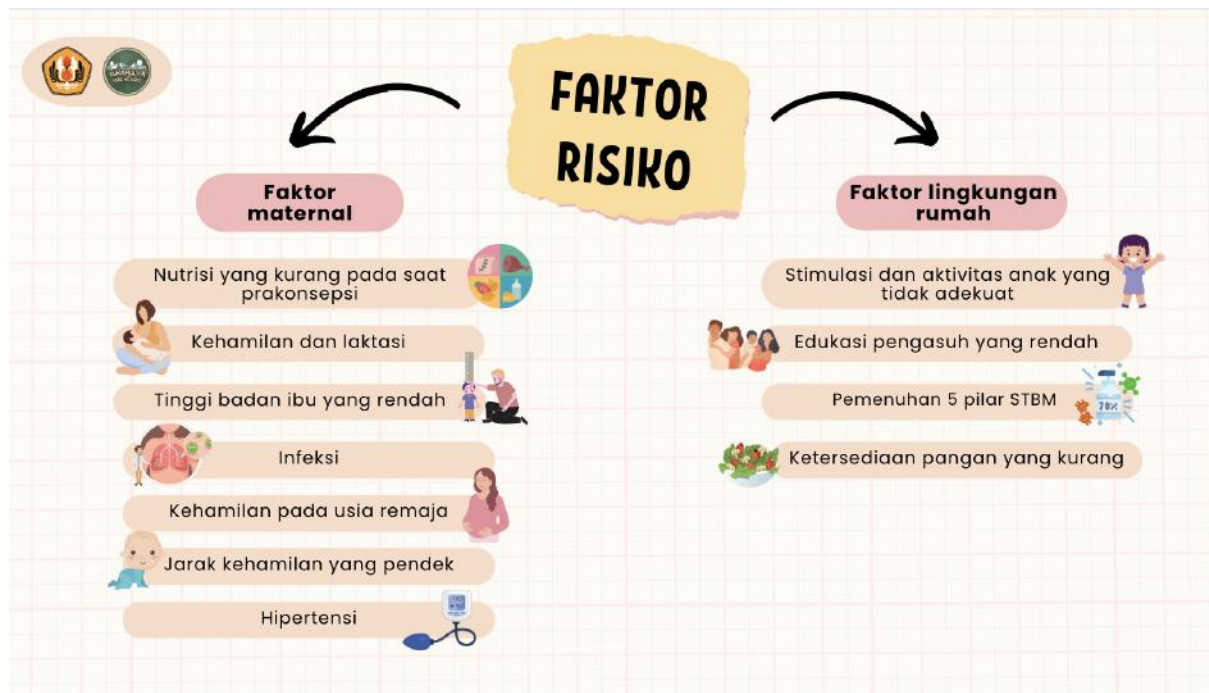 FAKTOR
RISIKO
Faktor
maternal
Nutrisi yang kurang pada saat
prakonsepsi
Kehamilan dan laktasi
Tinggi badan ibu yang rendah
Infeksi
Kehamilan pada usia remaja
Jarak kehamilan yang pendek
Hipertensi
Faktor lingkungan
rumah
Stimulasi dan aktivitas anak yang
tidak adekuat
Edukasi pengasuh yang rendah
Pemenuhan 5 pilar STBM
Ketersediaan pangan yang kurang